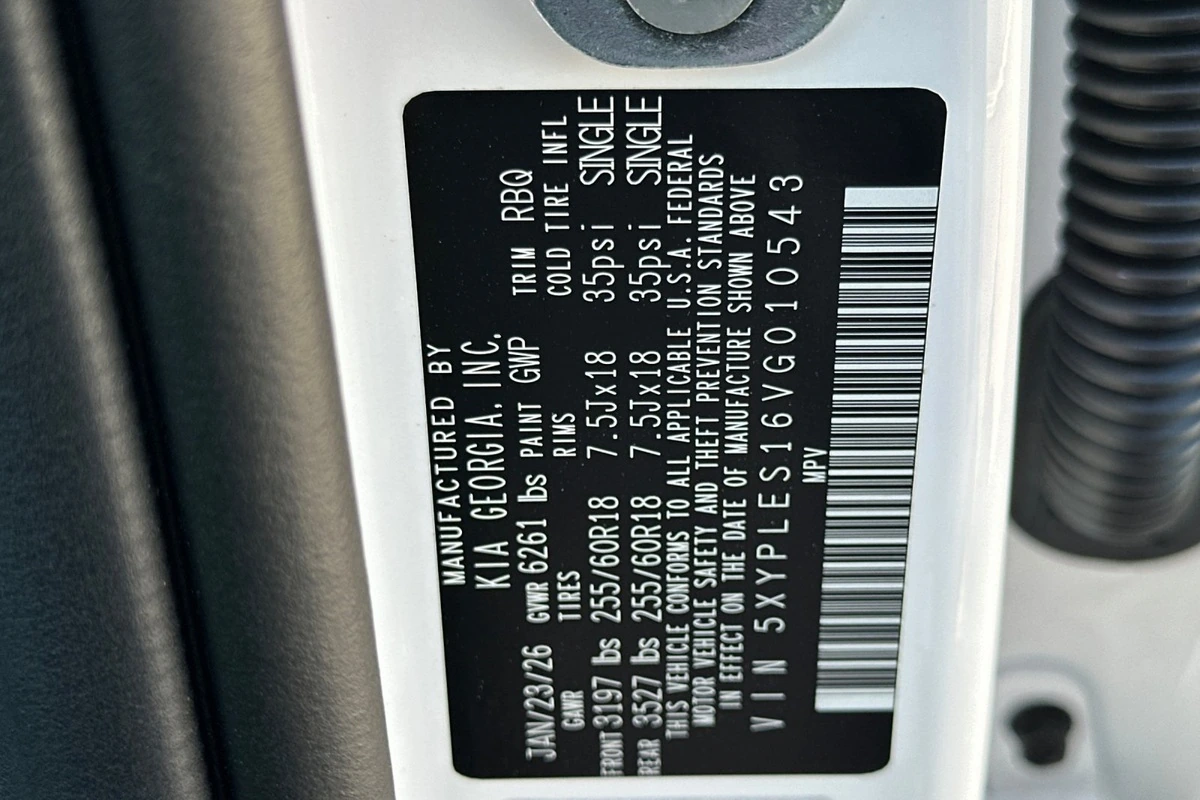 MANUFACTURED BY
KIA GEORGIA, INC.
JAN/23/26 GVWR 6261 lbs PAINT GWP TRIM RBQ
GAWR TIRES RIMS COLD TIRE INFL
FRONT 3197 lbs 255/60R18 7.5Jx18 35psi SINGLE
REAR 3527 lbs 255/60R18 7.5Jx18 35psi SINGLE
THIS VEHICLE CONFORMS TO ALL APPLICABLE U.S.A. FEDERAL
MOTOR VEHICLE SAFETY AND THEFT PREVENTION STANDARDS
IN EFFECT ON THE DATE OF MANUFACTURE SHOWN ABOVE
VIN 5XYPLES16VG010543
MPV